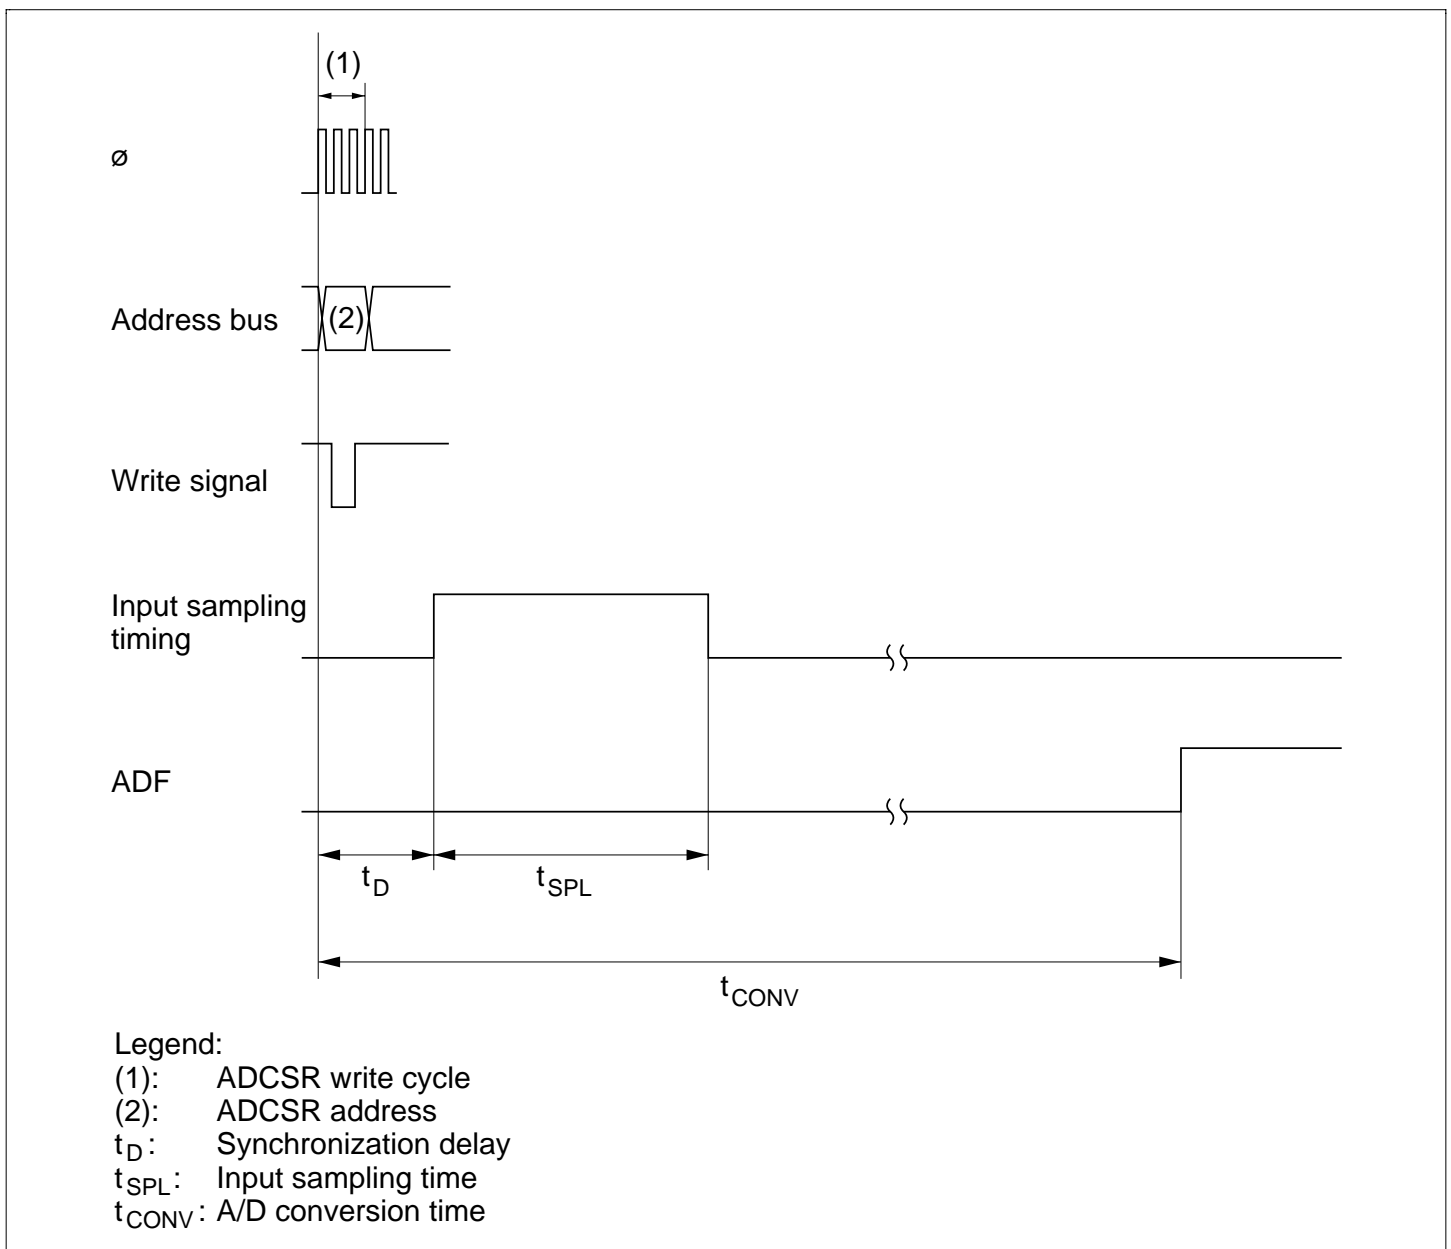 (1)
ø
Address bus
(2)
Write signal
Input sampling
timing
ADF
tD
tSPL
tCONV
Legend:
(1): ADCSR write cycle
(2): ADCSR address
tD: Synchronization delay
tSPL: Input sampling time
tCONV: A/D conversion time